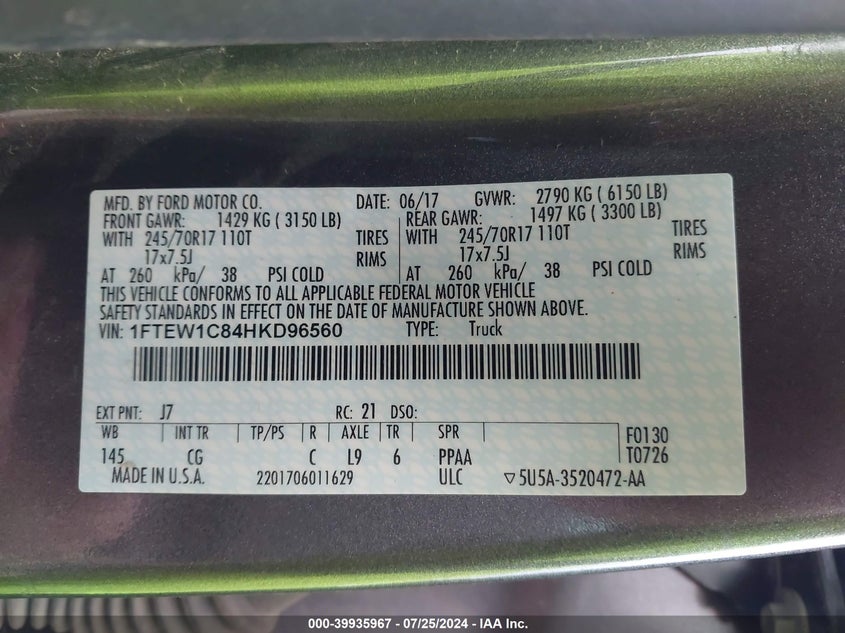 MFD. BY FORD MOTOR CO. DATE: 06/17 GVWR: 2790 KG ( 6150 LB)
FRONT GAWR: 1429 KG ( 3150 LB) REAR GAWR: 1497 KG ( 3300 LB)
WITH 245/70R17 110T TIRES WITH 245/70R17 110T TIRES
17x7.5J RIMS 17x7.5J RIMS
AT 260 kPa/ 38 PSI COLD AT 260 kPa/ 38 PSI COLD
THIS VEHICLE CONFORMS TO ALL APPLICABLE FEDERAL MOTOR VEHICLE
SAFETY STANDARDS IN EFFECT ON THE DATE OF MANUFACTURE SHOWN ABOVE.
VIN: 1FTEW1C84HKD96560 TYPE: Truck
EXT PNT: J7 RC: 21 DSO:
WB INT TR TP/PS R AXLE TR SPR F0130
145 CG C L9 6 PPAA T0726
MADE IN U.S.A. 2201706011629 ULC ▽5U5A-3520472-AA
000-39935967 - 07/25/2024 - IAA Inc.